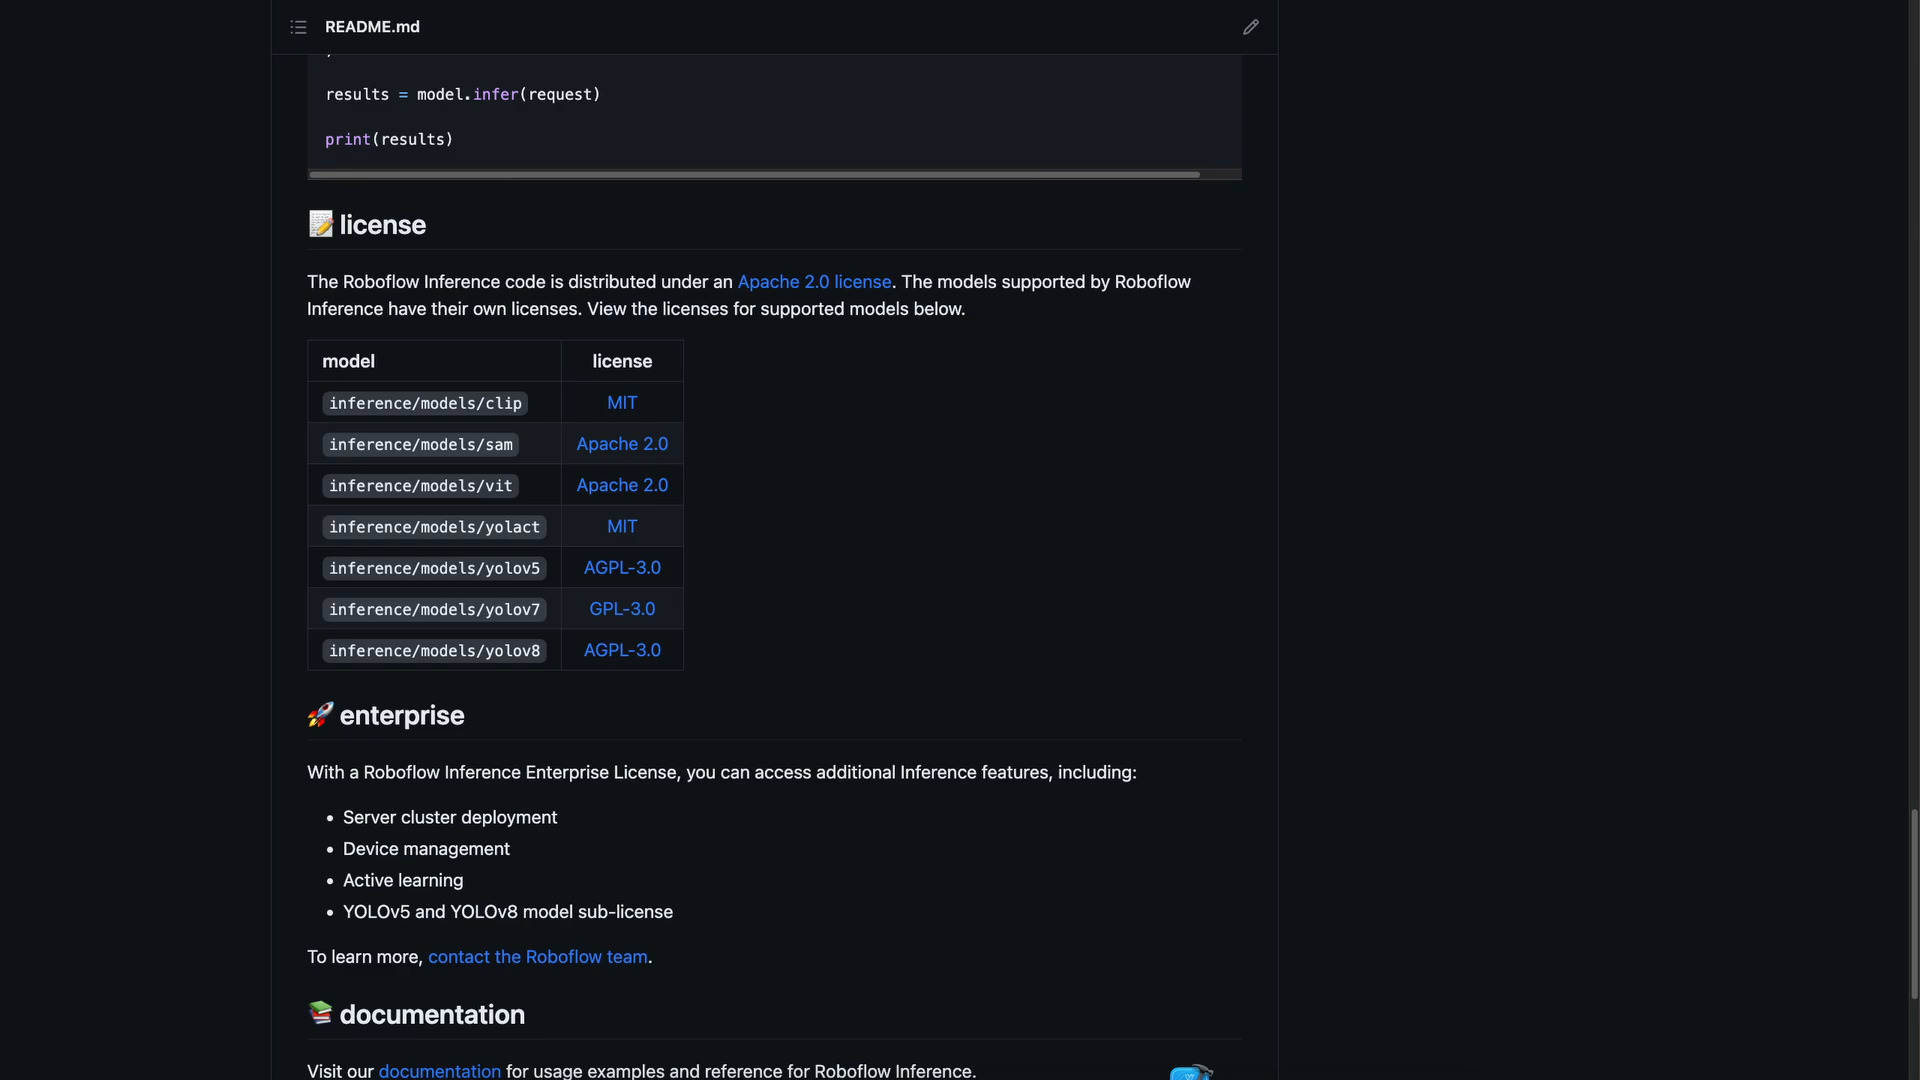 README.md
results = model.infer(request)
print(results)
license
The Roboflow Inference code is distributed under an Apache 2.0 license. The models supported by Roboflow
Inference have their own licenses. View the licenses for supported models below.
model license
inference/models/clip MIT
inference/models/sam Apache 2.0
inference/models/vit Apache 2.0
inference/models/yolact MIT
inference/models/yolov5 AGPL-3.0
inference/models/yolov7 GPL-3.0
inference/models/yolov8 AGPL-3.0
enterprise
With a Roboflow Inference Enterprise License, you can access additional Inference features, including:
Server cluster deployment
Device management
Active learning
YOLOv5 and YOLOv8 model sub-license
To learn more, contact the Roboflow team.
documentation
Visit our documentation for usage examples and reference for Roboflow Inference.